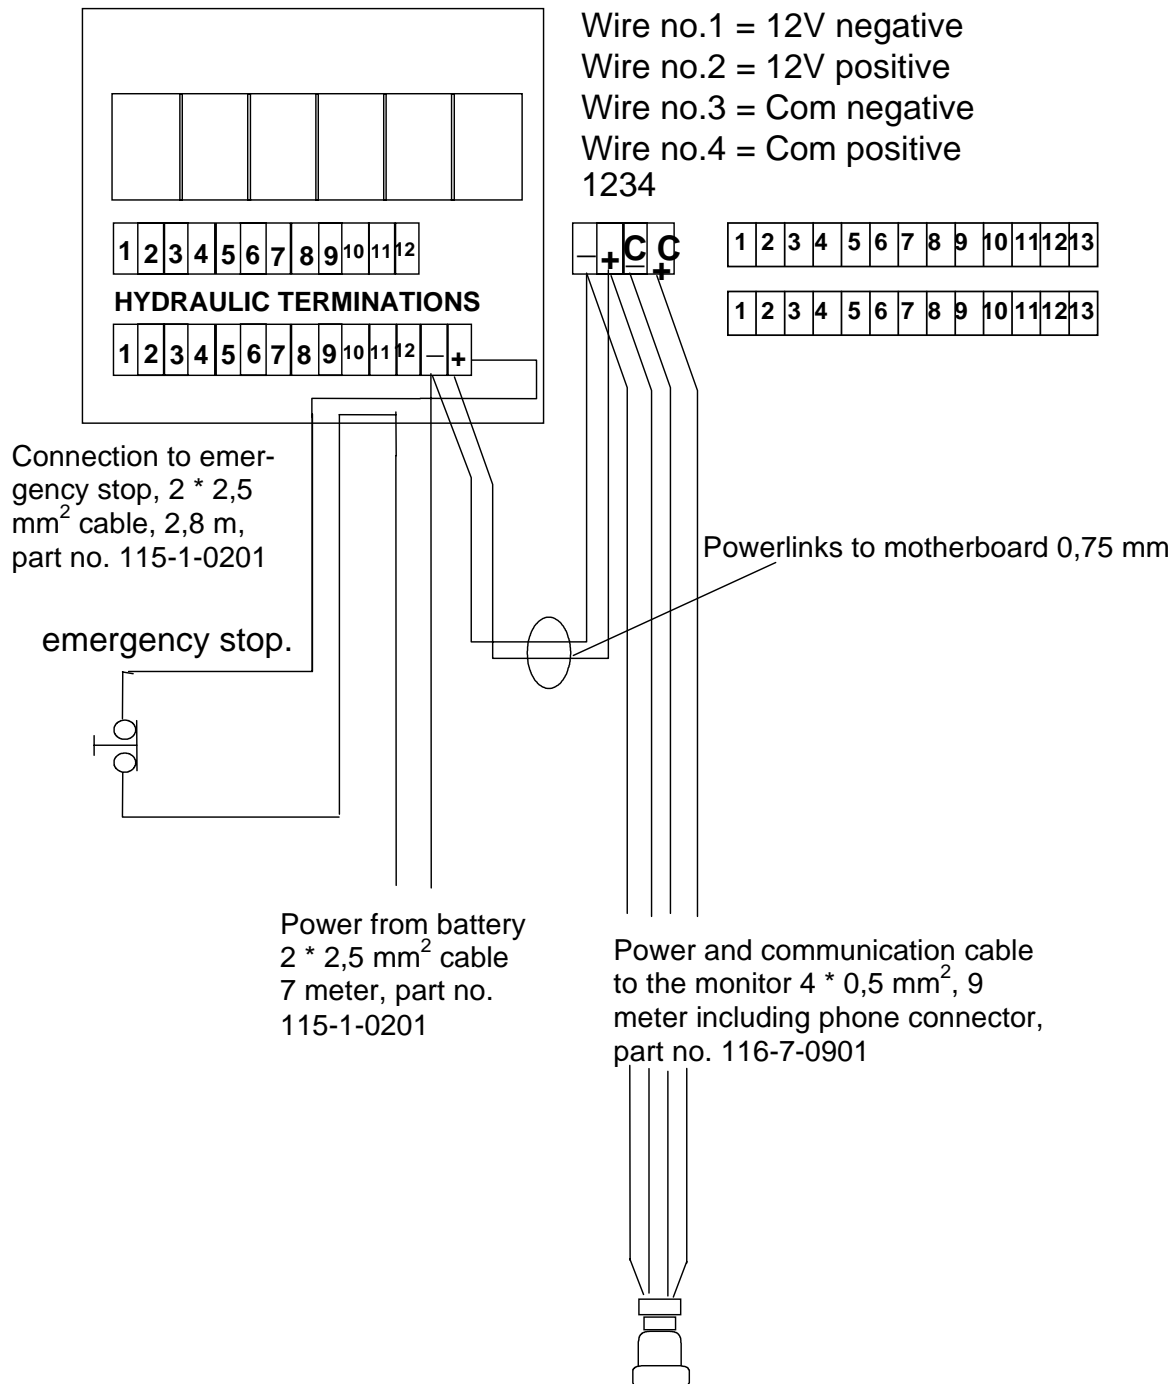 Wire no.1 = 12V negative
Wire no.2 = 12V positive
Wire no.3 = Com negative
Wire no.4 = Com positive
1234
1 2 3 4 5 6 7 8 9 10 11 12
– + C – C +
1 2 3 4 5 6 7 8 9 10 11 12 13
HYDRAULIC TERMINATIONS
1 2 3 4 5 6 7 8 9 10 11 12 – +
1 2 3 4 5 6 7 8 9 10 11 12 13
Connection to emer-
gency stop, 2 * 2,5
mm² cable, 2,8 m,
part no. 115-1-0201
Powerlinks to motherboard 0,75 mm
emergency stop.
Power from battery
2 * 2,5 mm² cable
7 meter, part no.
115-1-0201
Power and communication cable
to the monitor 4 * 0,5 mm², 9
meter including phone connector,
part no. 116-7-0901